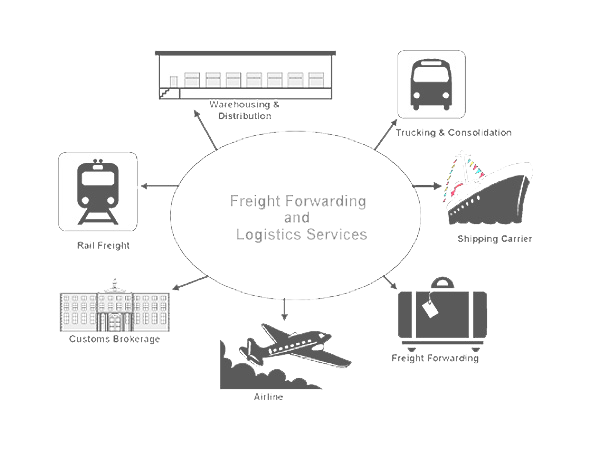 Warehousing &
Distribution
Trucking & Consolidation
Freight Forwarding
and
Logistics Services
Rail Freight
Shipping Carrier
Customs Brokerage
Freight Forwarding
Airline